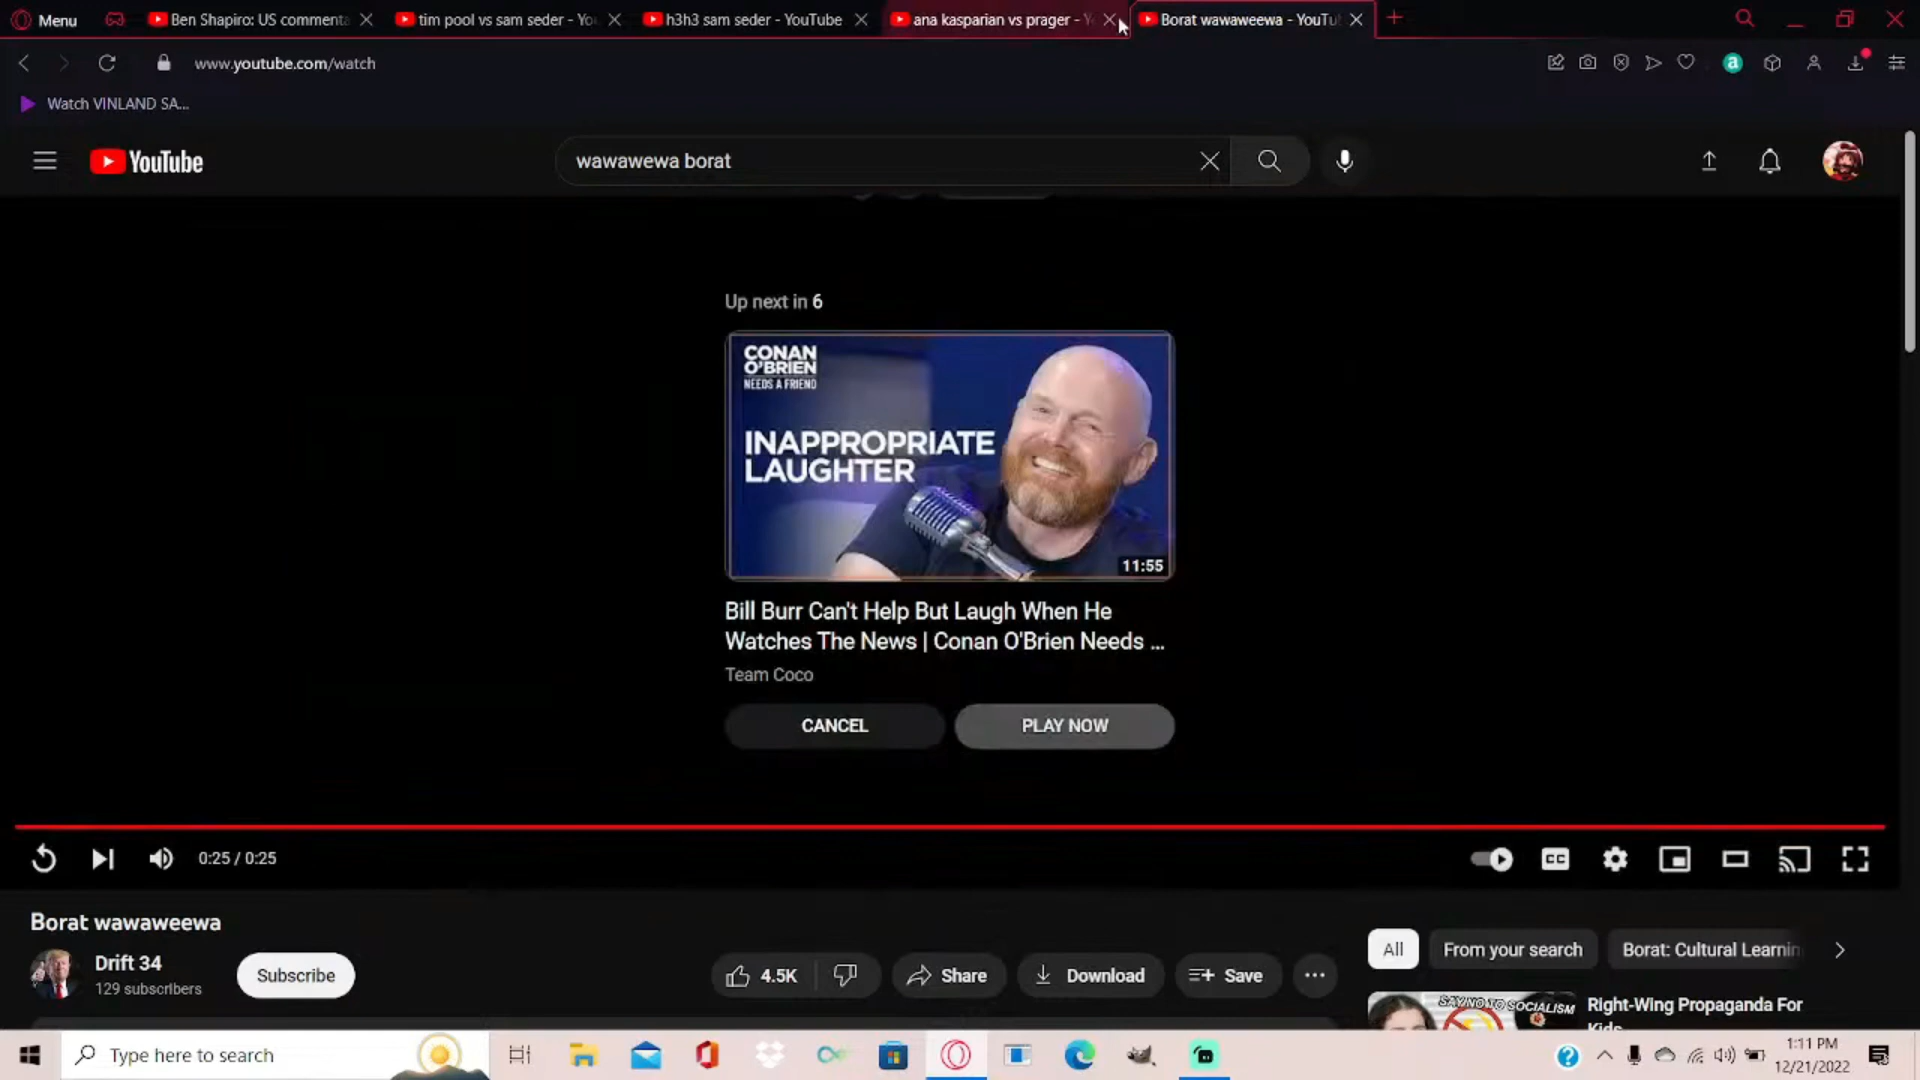 Menu
Ben Shapiro: US commenta
tim pool vs sam seder - Yo
h3h3 sam seder - YouTube
ana kasparian vs prager - Y
Borat wawaweewa - YouTu
www.youtube.com/watch
Watch VINLAND SA...
YouTube
wawawewa borat
Up next in 6
CONAN
O'BRIEN
NEEDS A FRIEND
INAPPROPRIATE
LAUGHTER
11:55
Bill Burr Can't Help But Laugh When He
Watches The News | Conan O'Brien Needs ...
Team Coco
CANCEL
PLAY NOW
0:25 / 0:25
CC
Borat wawaweewa
Drift 34
129 subscribers
Subscribe
4.5K
Share
Download
Save
All
From your search
Borat: Cultural Learnin
SAYING TO SOCIALISM
Right-Wing Propaganda For
Kids
Type here to search
1:11 PM
12/21/2022